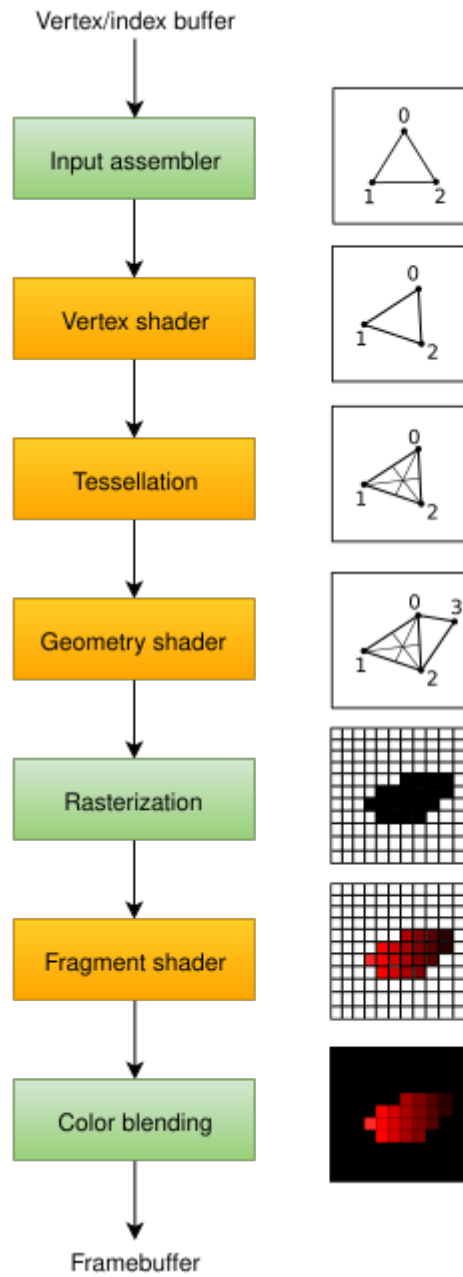 Vertex/index buffer
Input assembler
0
1
2
Vertex shader
0
1
2
Tessellation
0
1
2
Geometry shader
0
3
1
2
Rasterization
Fragment shader
Color blending
Framebuffer